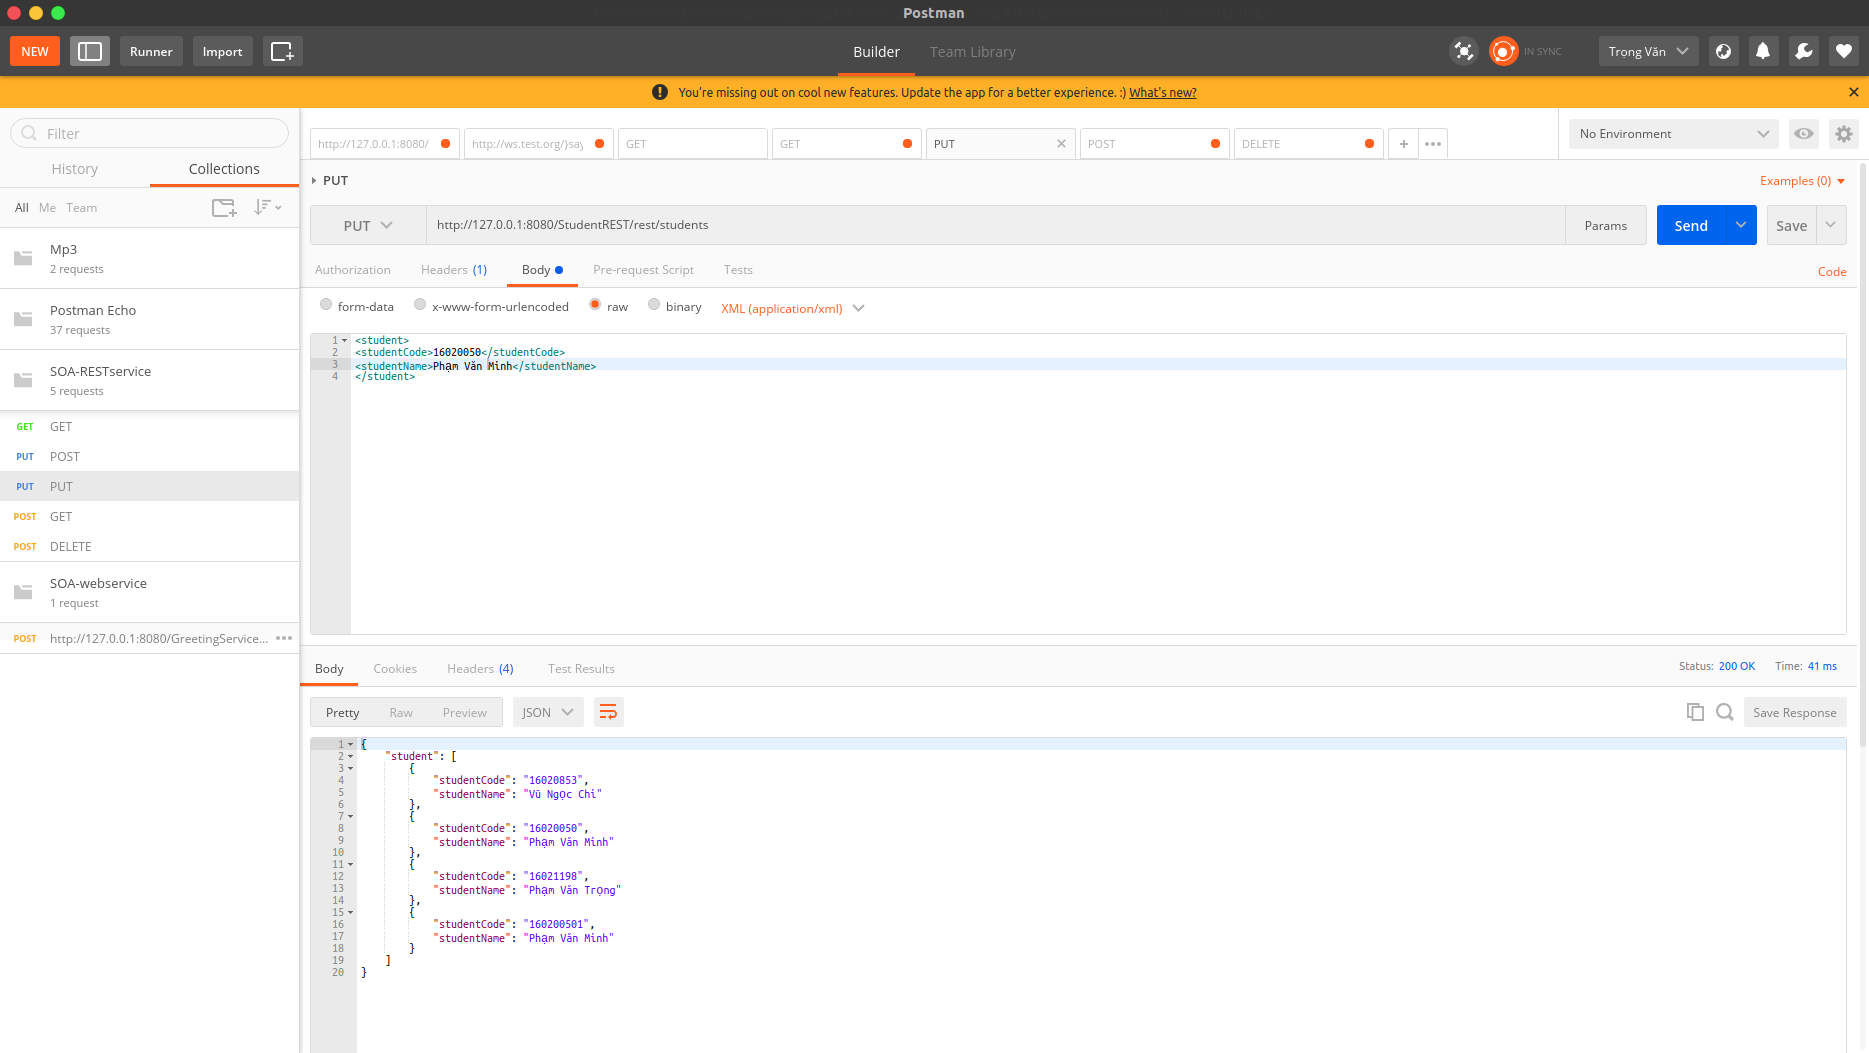 Postman
NEW
Runner
Import
Builder
Team Library
IN SYNC
Trọng Văn
You're missing out on cool new features. Update the app for a better experience. :) What's new?
Filter
History
Collections
All Me Team
Mp3
2 requests
Postman Echo
37 requests
SOA-RESTservice
5 requests
GET GET
PUT POST
PUT PUT
POST GET
POST DELETE
SOA-webservice
1 request
POST http://127.0.0.1:8080/GreetingService...
http://127.0.0.1:8080/
http://ws.test.org/)say
GET
GET
PUT
POST
DELETE
No Environment
PUT
Examples (0)
PUT
http://127.0.0.1:8080/StudentREST/rest/students
Params
Send
Save
Authorization
Headers (1)
Body
Pre-request Script
Tests
Code
form-data
x-www-form-urlencoded
raw
binary
XML (application/xml)
1 <student>
2 <studentCode>16020050</studentCode>
3 <studentName>Phạm Văn Minh</studentName>
4 </student>
Body
Cookies
Headers (4)
Test Results
Status: 200 OK
Time: 41 ms
Pretty
Raw
Preview
JSON
Save Response
1 {
2 "student": [
3 {
4 "studentCode": "16020853",
5 "studentName": "Vũ Ngọc Chi"
6 },
7 {
8 "studentCode": "16020050",
9 "studentName": "Phạm Văn Minh"
10 },
11 {
12 "studentCode": "16021198",
13 "studentName": "Phạm Văn Trọng"
14 },
15 {
16 "studentCode": "160200501",
17 "studentName": "Phạm Văn Minh"
18 }
19 ]
20 }